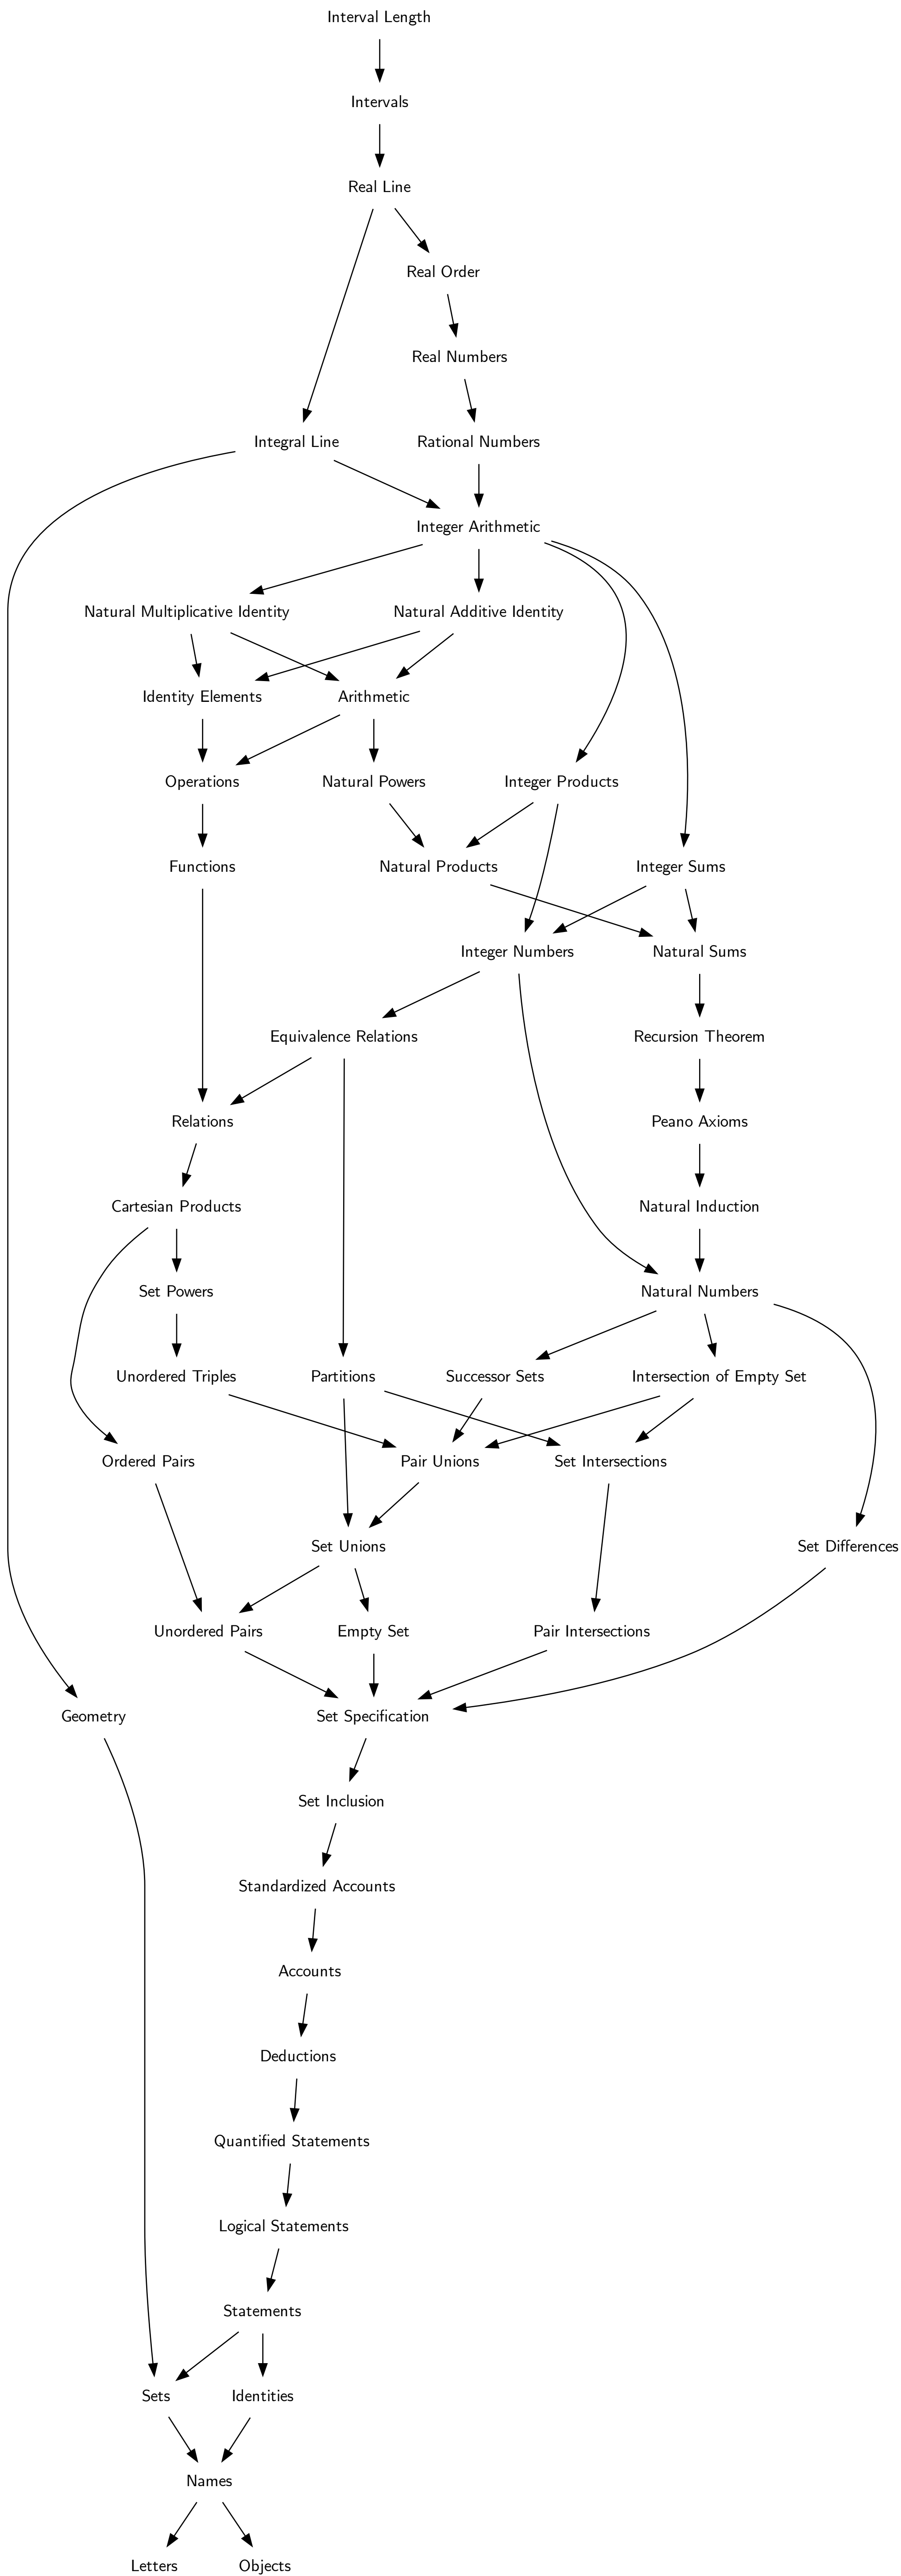 Interval Length
Intervals
Real Line
Real Order
Real Numbers
Integral Line
Rational Numbers
Integer Arithmetic
Natural Multiplicative Identity
Natural Additive Identity
Identity Elements
Arithmetic
Operations
Natural Powers
Integer Products
Functions
Natural Products
Integer Sums
Integer Numbers
Natural Sums
Equivalence Relations
Recursion Theorem
Relations
Peano Axioms
Cartesian Products
Natural Induction
Set Powers
Natural Numbers
Unordered Triples
Partitions
Successor Sets
Intersection of Empty Set
Ordered Pairs
Pair Unions
Set Intersections
Set Unions
Set Differences
Unordered Pairs
Empty Set
Pair Intersections
Geometry
Set Specification
Set Inclusion
Standardized Accounts
Accounts
Deductions
Quantified Statements
Logical Statements
Statements
Sets
Identities
Names
Letters
Objects